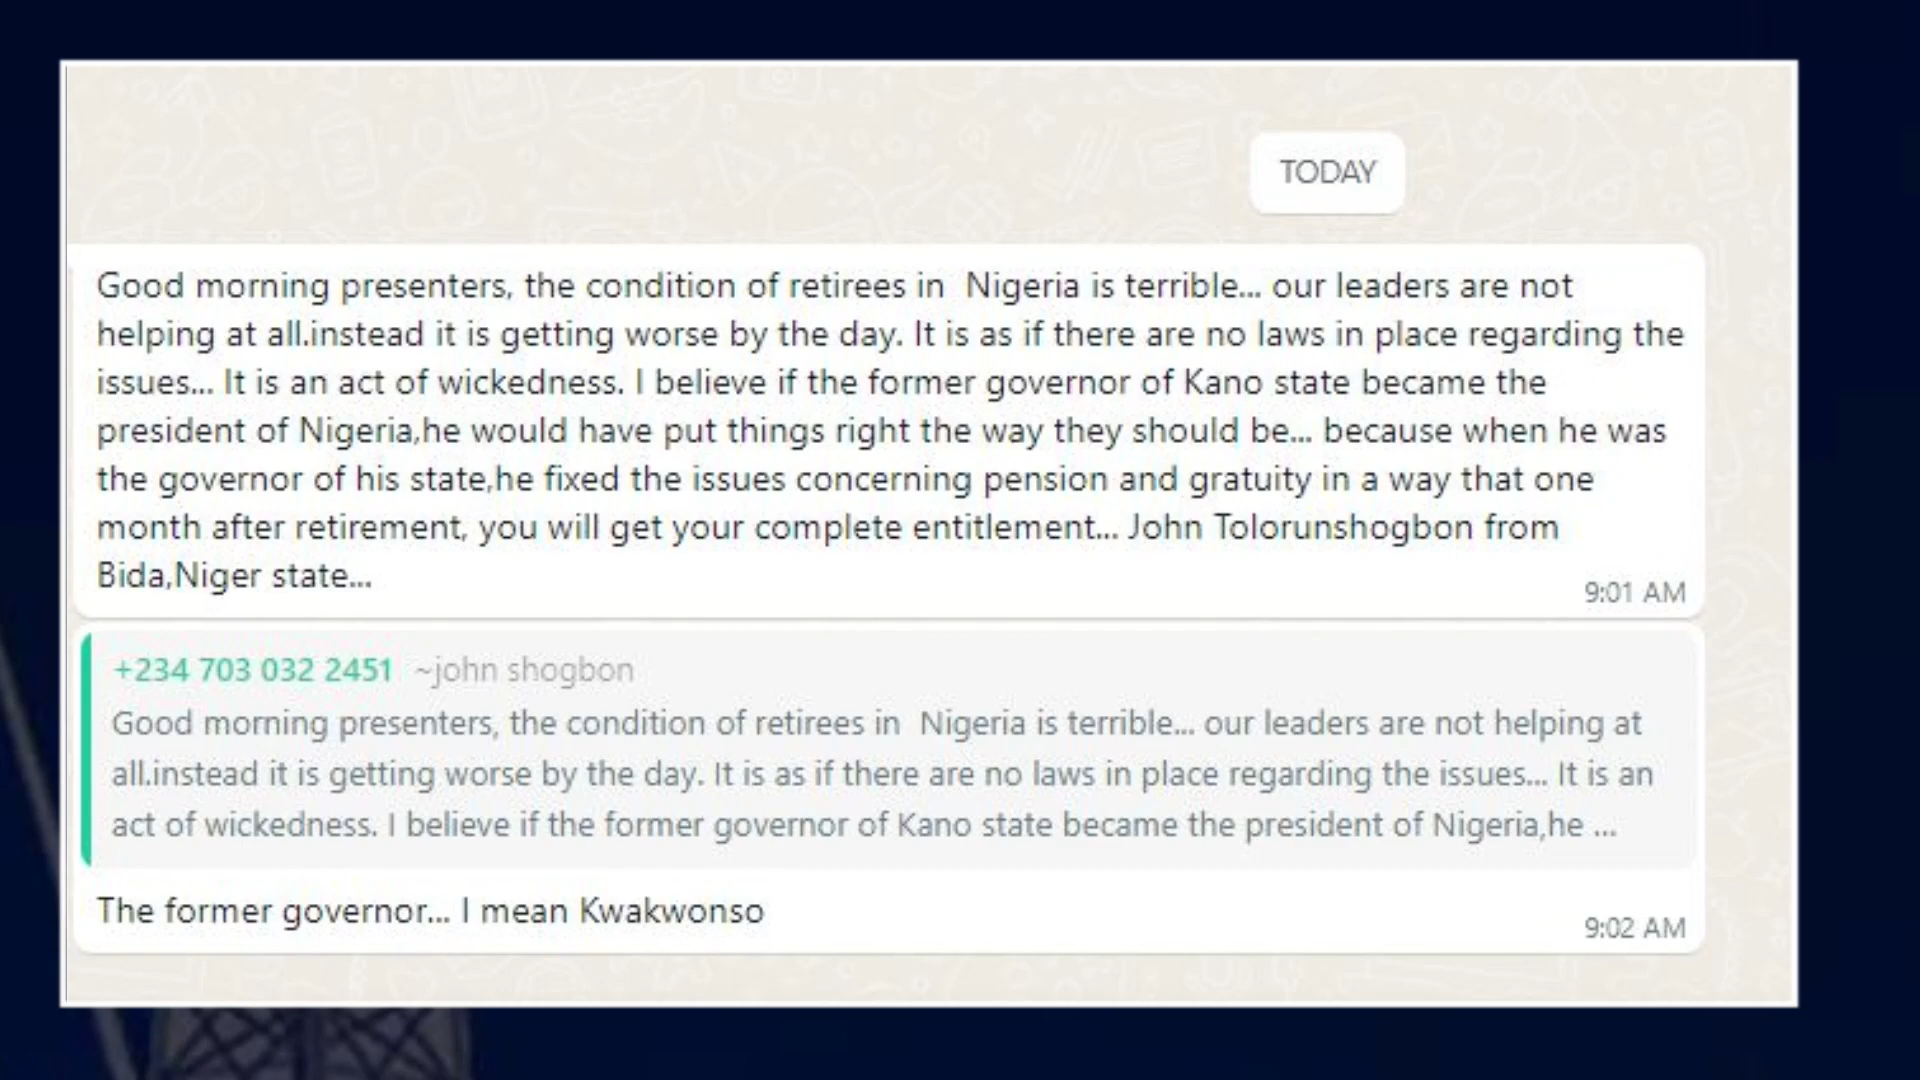 TODAY
Good morning presenters, the condition of retirees in  Nigeria is terrible... our leaders are not
helping at all.instead it is getting worse by the day. It is as if there are no laws in place regarding the
issues... It is an act of wickedness. I believe if the former governor of Kano state became the
president of Nigeria,he would have put things right the way they should be... because when he was
the governor of his state,he fixed the issues concerning pension and gratuity in a way that one
month after retirement, you will get your complete entitlement... John Tolorunshogbon from
Bida,Niger state...
9:01 AM
+234 703 032 2451 ~john shogbon
Good morning presenters, the condition of retirees in  Nigeria is terrible... our leaders are not helping at
all.instead it is getting worse by the day. It is as if there are no laws in place regarding the issues... It is an
act of wickedness. I believe if the former governor of Kano state became the president of Nigeria,he ...
The former governor... I mean Kwakwonso
9:02 AM